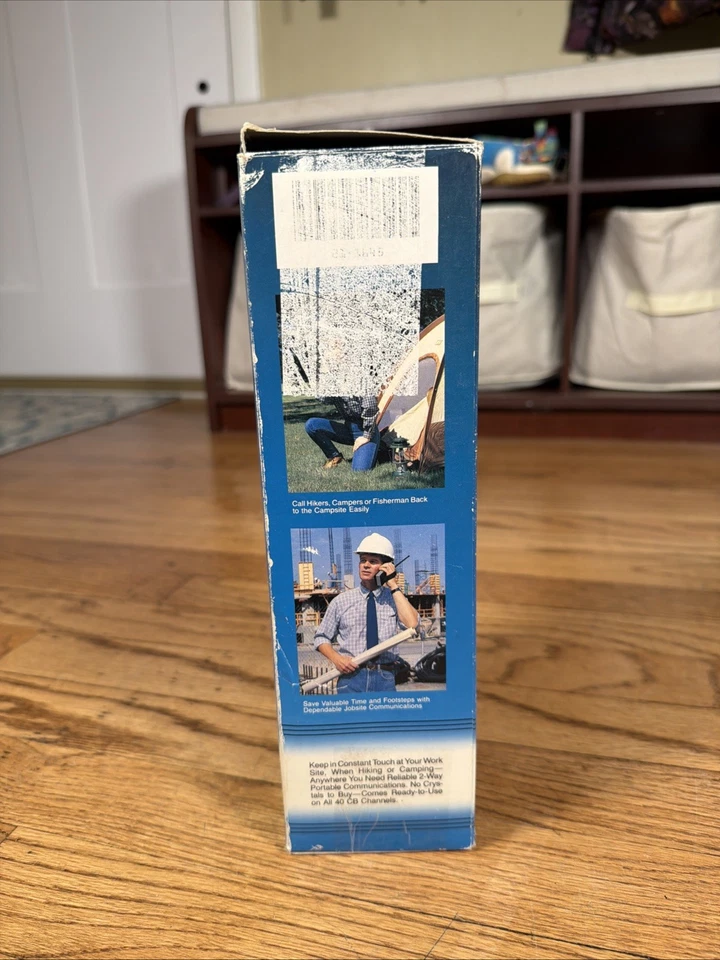 Call Hikers, Campers or Fisherman Back
to the Campsite Easily
Save Valuable Time and Footsteps with
Dependable Jobsite Communications
Keep in Constant Touch at Your Work
Site, When Hiking or Camping—
Anywhere You Need Reliable 2-Way
Portable Communications. No Crys-
tals to Buy—Comes Ready-to-Use
on All 40 CB Channels.